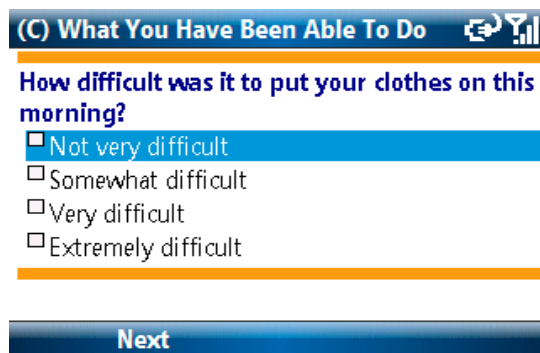 (C) What You Have Been Able To Do
How difficult was it to put your clothes on this
morning?
Not very difficult
Somewhat difficult
Very difficult
Extremely difficult
Next